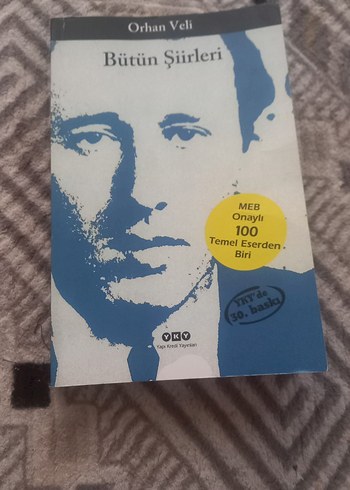 Orhan Veli
Bütün Şiirleri
MEB
Onaylı
100
Temel Eserden
Biri
YKY'de
30. baskı
YKY
Yapı Kredi Yayınları